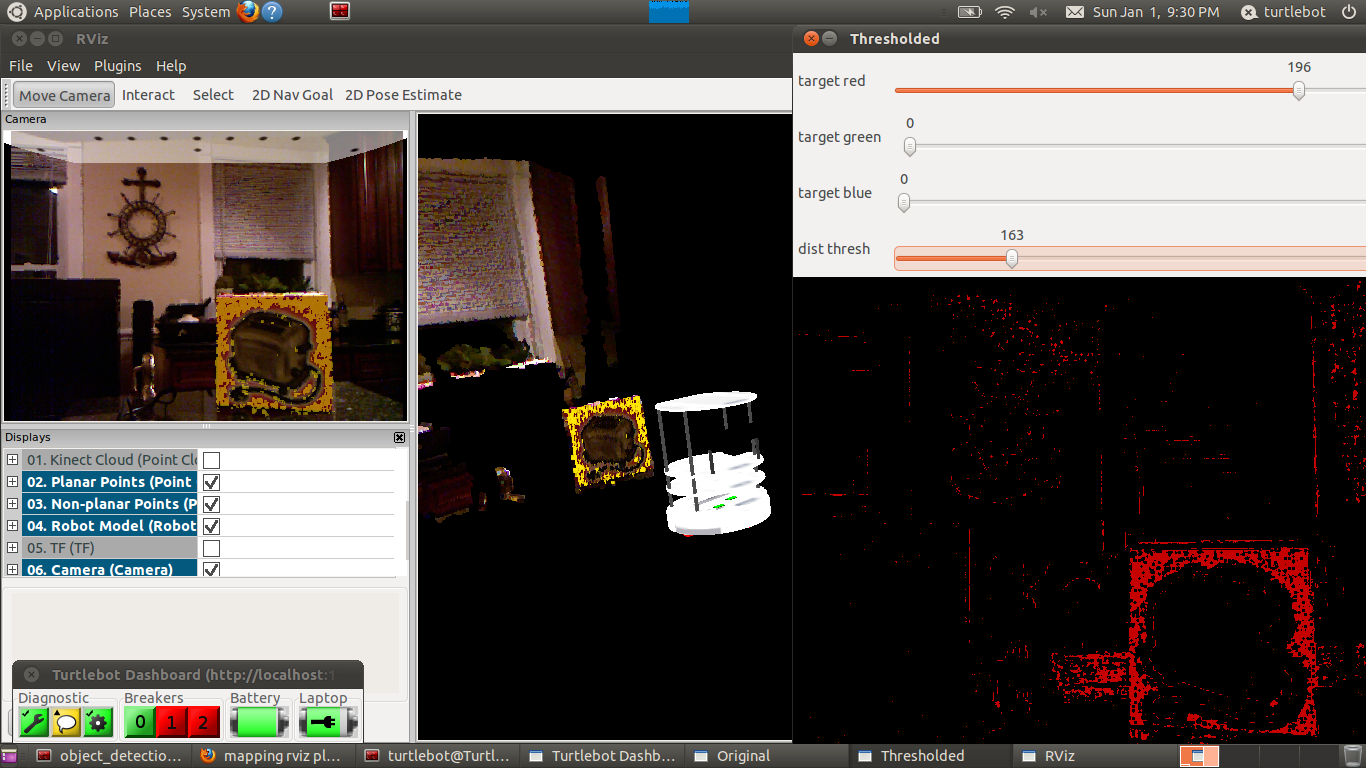 Applications Places System
Sun Jan 1, 9:30 PM
turtlebot
RViz
File View Plugins Help
Move Camera Interact Select 2D Nav Goal 2D Pose Estimate
Camera
Displays
01. Kinect Cloud (Point Clo
02. Planar Points (Point
03. Non-planar Points (P
04. Robot Model (Robot
05. TF (TF)
06. Camera (Camera)
Turtlebot Dashboard (http://localhost:1
Diagnostic Breakers Battery Laptop
0 1 2
Thresholded
196
target red
0
target green
0
target blue
163
dist thresh
object_detectio... mapping rviz pl... turtlebot@Turtl... Turtlebot Dashb... Original Thresholded RViz